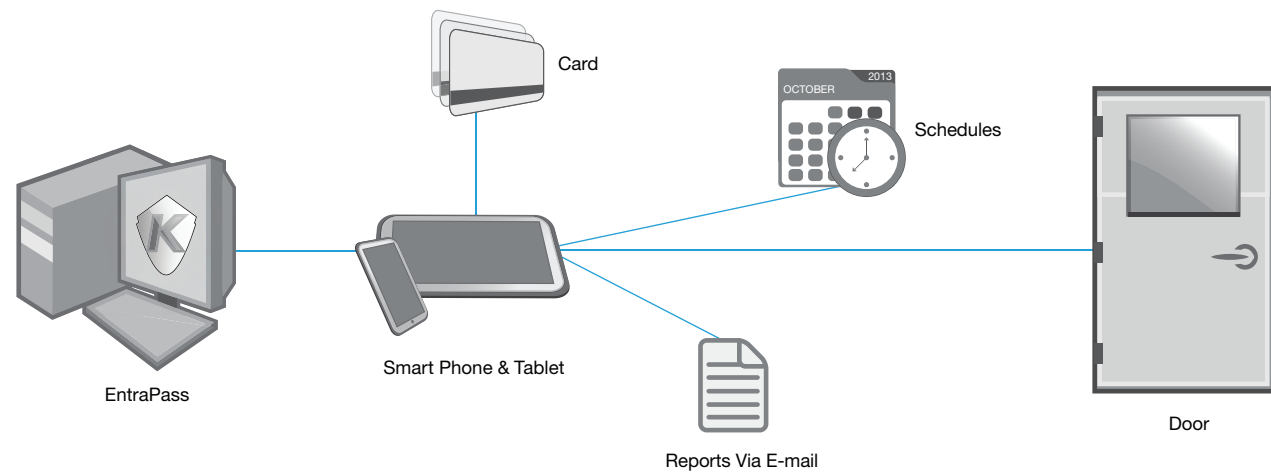 Card
2013
OCTOBER
Schedules
K
Smart Phone & Tablet
EntraPass
Door
Reports Via E-mail